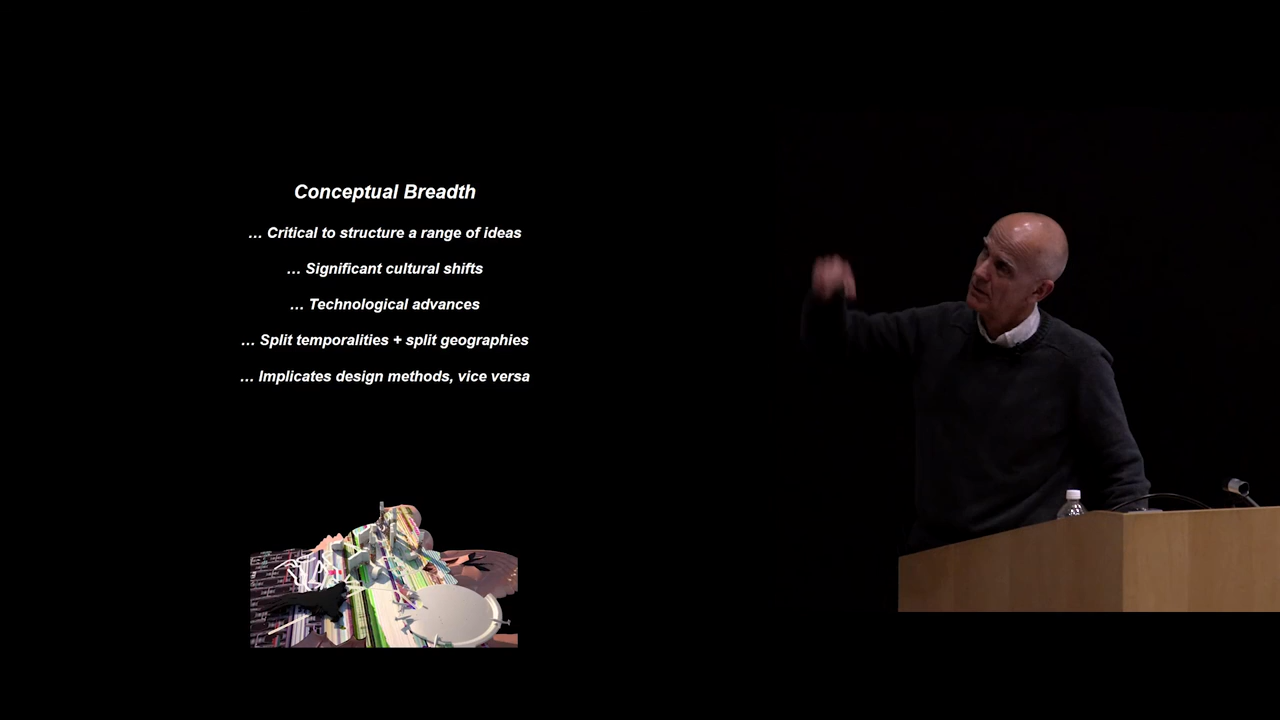 Conceptual Breadth
… Critical to structure a range of ideas
… Significant cultural shifts
… Technological advances
… Split temporalities + split geographies
… Implicates design methods, vice versa